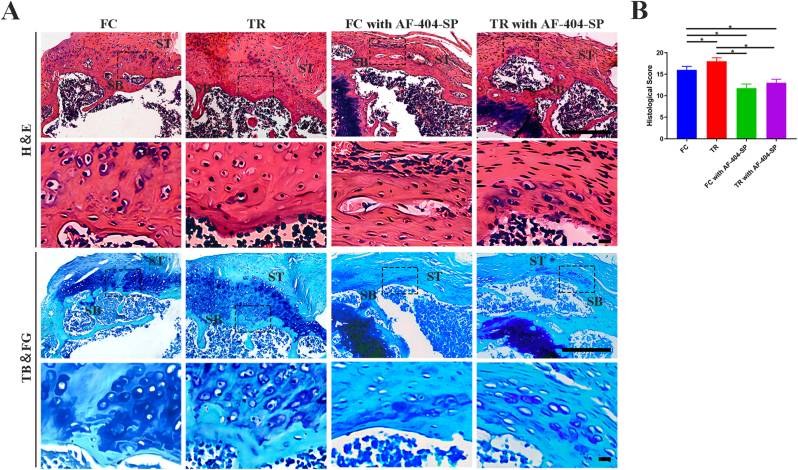 A
FC TR FC with AF-404-SP TR with AF-404-SP
H&E
ST SB
ST SB
ST SB
ST SB
TB&FG
ST SB
ST SB
ST SB
ST * SB
B
Histological Score
20
15
10
5
0
* * * * *
FC TR FC with AF-404-SP TR with AF-404-SP